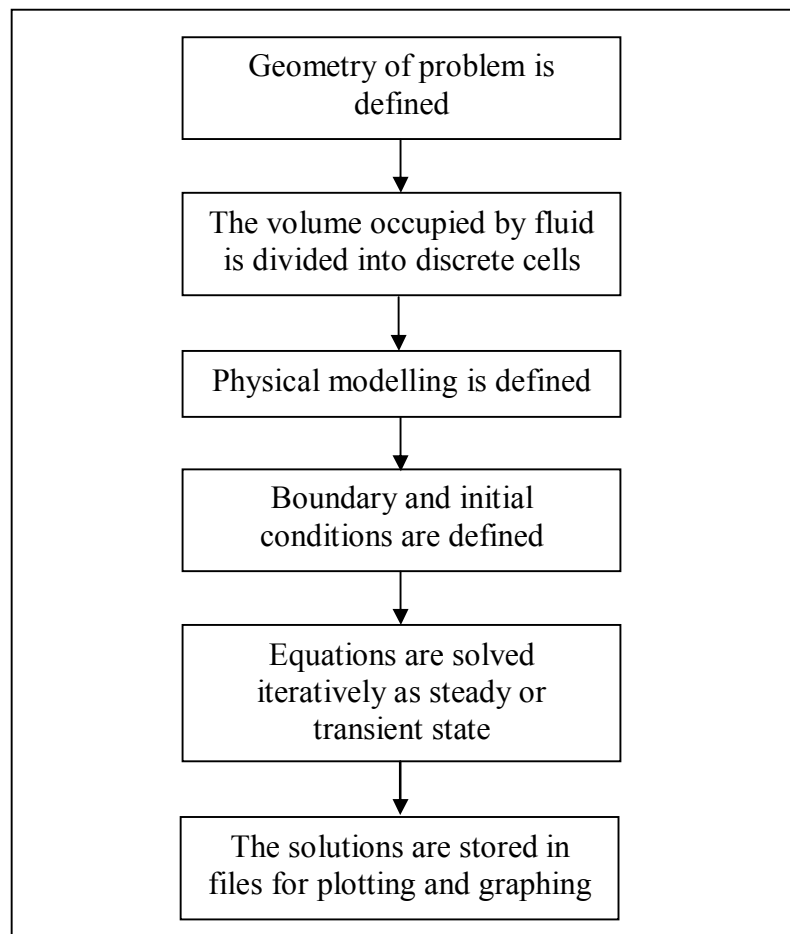 Geometry of problem is
defined
The volume occupied by fluid
is divided into discrete cells
Physical modelling is defined
Boundary and initial
conditions are defined
Equations are solved
iteratively as steady or
transient state
The solutions are stored in
files for plotting and graphing